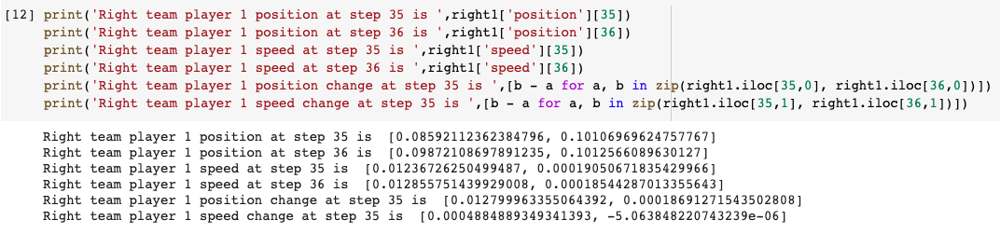 [12] print('Right team player 1 position at step 35 is ',right1['position'][35])
print('Right team player 1 position at step 36 is ',right1['position'][36])
print('Right team player 1 speed at step 35 is ',right1['speed'][35])
print('Right team player 1 speed at step 36 is ',right1['speed'][36])
print('Right team player 1 position change at step 35 is ',[b - a for a, b in zip(right1.iloc[35,0], right1.iloc[36,0])])
print('Right team player 1 speed change at step 35 is ',[b - a for a, b in zip(right1.iloc[35,1], right1.iloc[36,1])])
Right team player 1 position at step 35 is  [0.08592112362384796, 0.10106969624757767]
Right team player 1 position at step 36 is  [0.09872108697891235, 0.1012566089630127]
Right team player 1 speed at step 35 is  [0.01236726250499487, 0.00019050671835429966]
Right team player 1 speed at step 36 is  [0.012855751439929008, 0.00018544287013355643]
Right team player 1 position change at step 35 is  [0.012799963355064392, 0.00018691271543502808]
Right team player 1 speed change at step 35 is  [0.0004884889349341393, -5.063848220743239e-06]